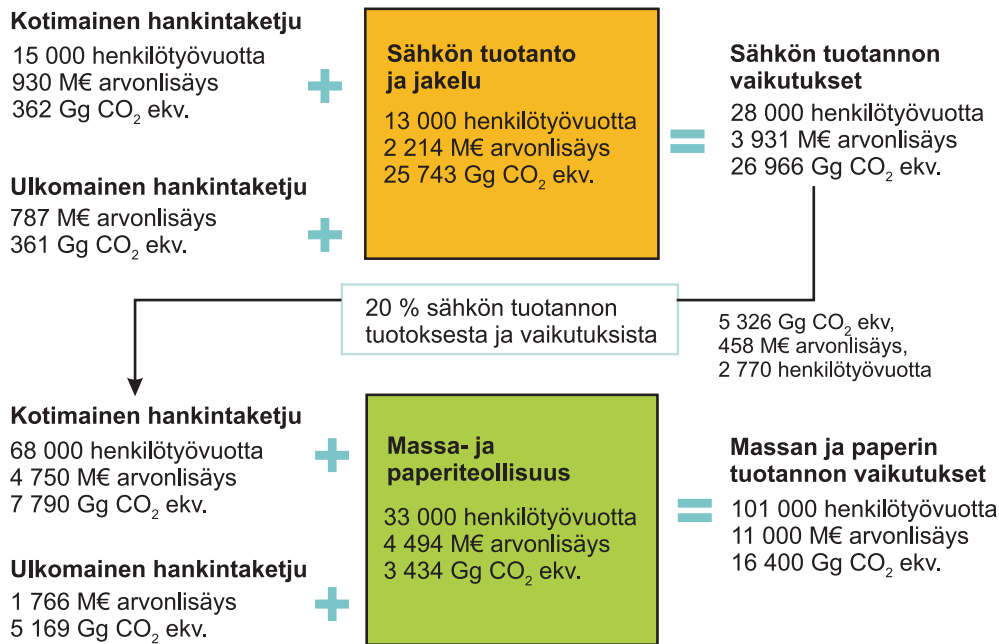 Kotimainen hankintaketju
15 000 henkilötyövuotta
930 M€ arvonlisäys
362 Gg CO₂ ekv.
+
Ulkomainen hankintaketju
787 M€ arvonlisäys
361 Gg CO₂ ekv.
+
Sähkön tuotanto
ja jakelu
13 000 henkilötyövuotta
2 214 M€ arvonlisäys
25 743 Gg CO₂ ekv.
=
Sähkön tuotannon
vaikutukset
28 000 henkilötyövuotta
3 931 M€ arvonlisäys
26 966 Gg CO₂ ekv.
20 % sähkön tuotannon
tuotoksesta ja vaikutuksista
5 326 Gg CO₂ ekv,
458 M€ arvonlisäys,
2 770 henkilötyövuotta
Kotimainen hankintaketju
68 000 henkilötyövuotta
4 750 M€ arvonlisäys
7 790 Gg CO₂ ekv.
+
Ulkomainen hankintaketju
1 766 M€ arvonlisäys
5 169 Gg CO₂ ekv.
+
Massa- ja
paperiteollisuus
33 000 henkilötyövuotta
4 494 M€ arvonlisäys
3 434 Gg CO₂ ekv.
=
Massan ja paperin
tuotannon vaikutukset
101 000 henkilötyövuotta
11 000 M€ arvonlisäys
16 400 Gg CO₂ ekv.